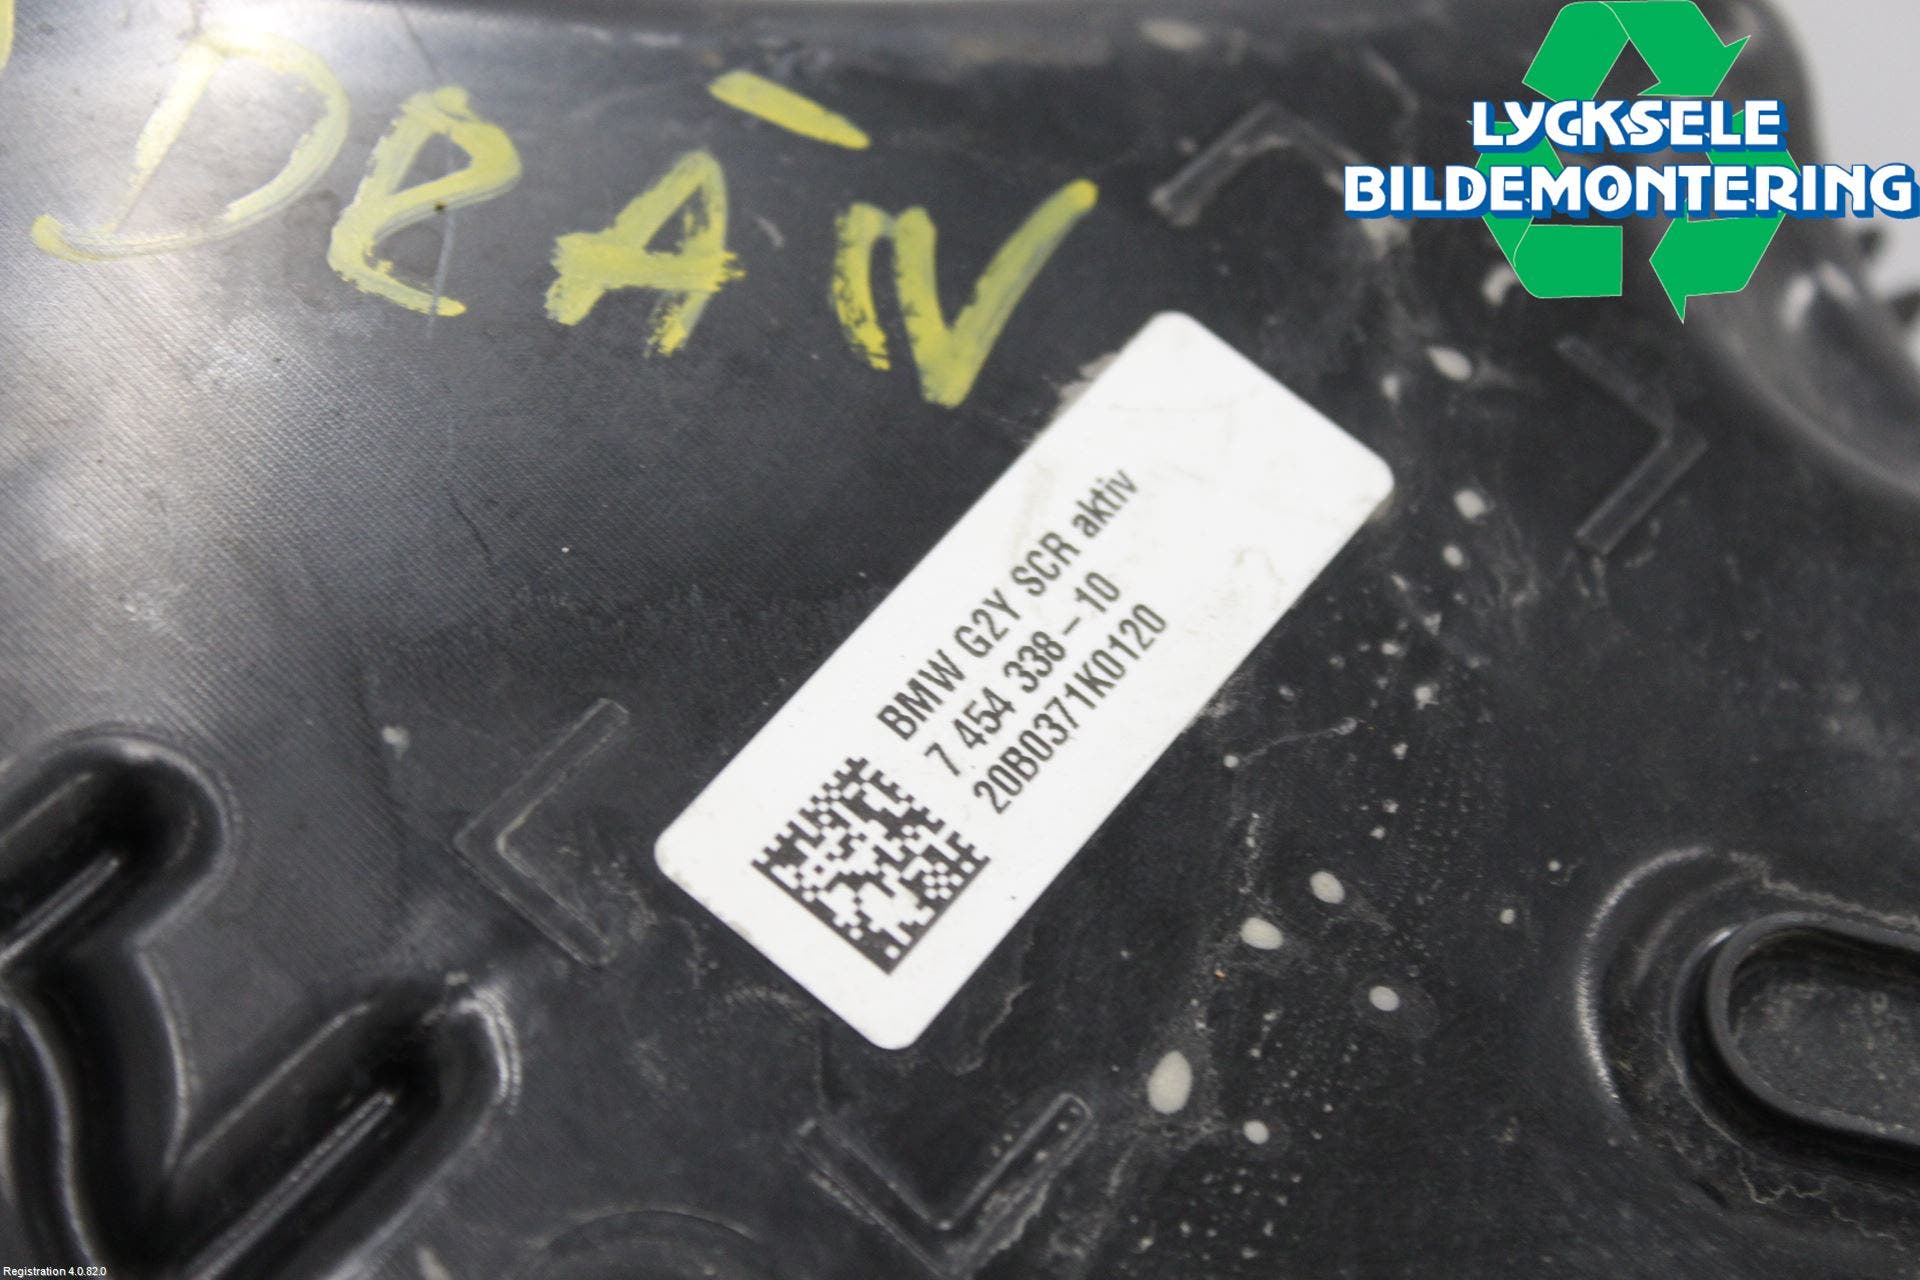 LYCKSELE
BILDEMONTERING
BMW G2Y SCR aktiv
7 454 338-10
20B0371K0120
Registration 4.0.82.0